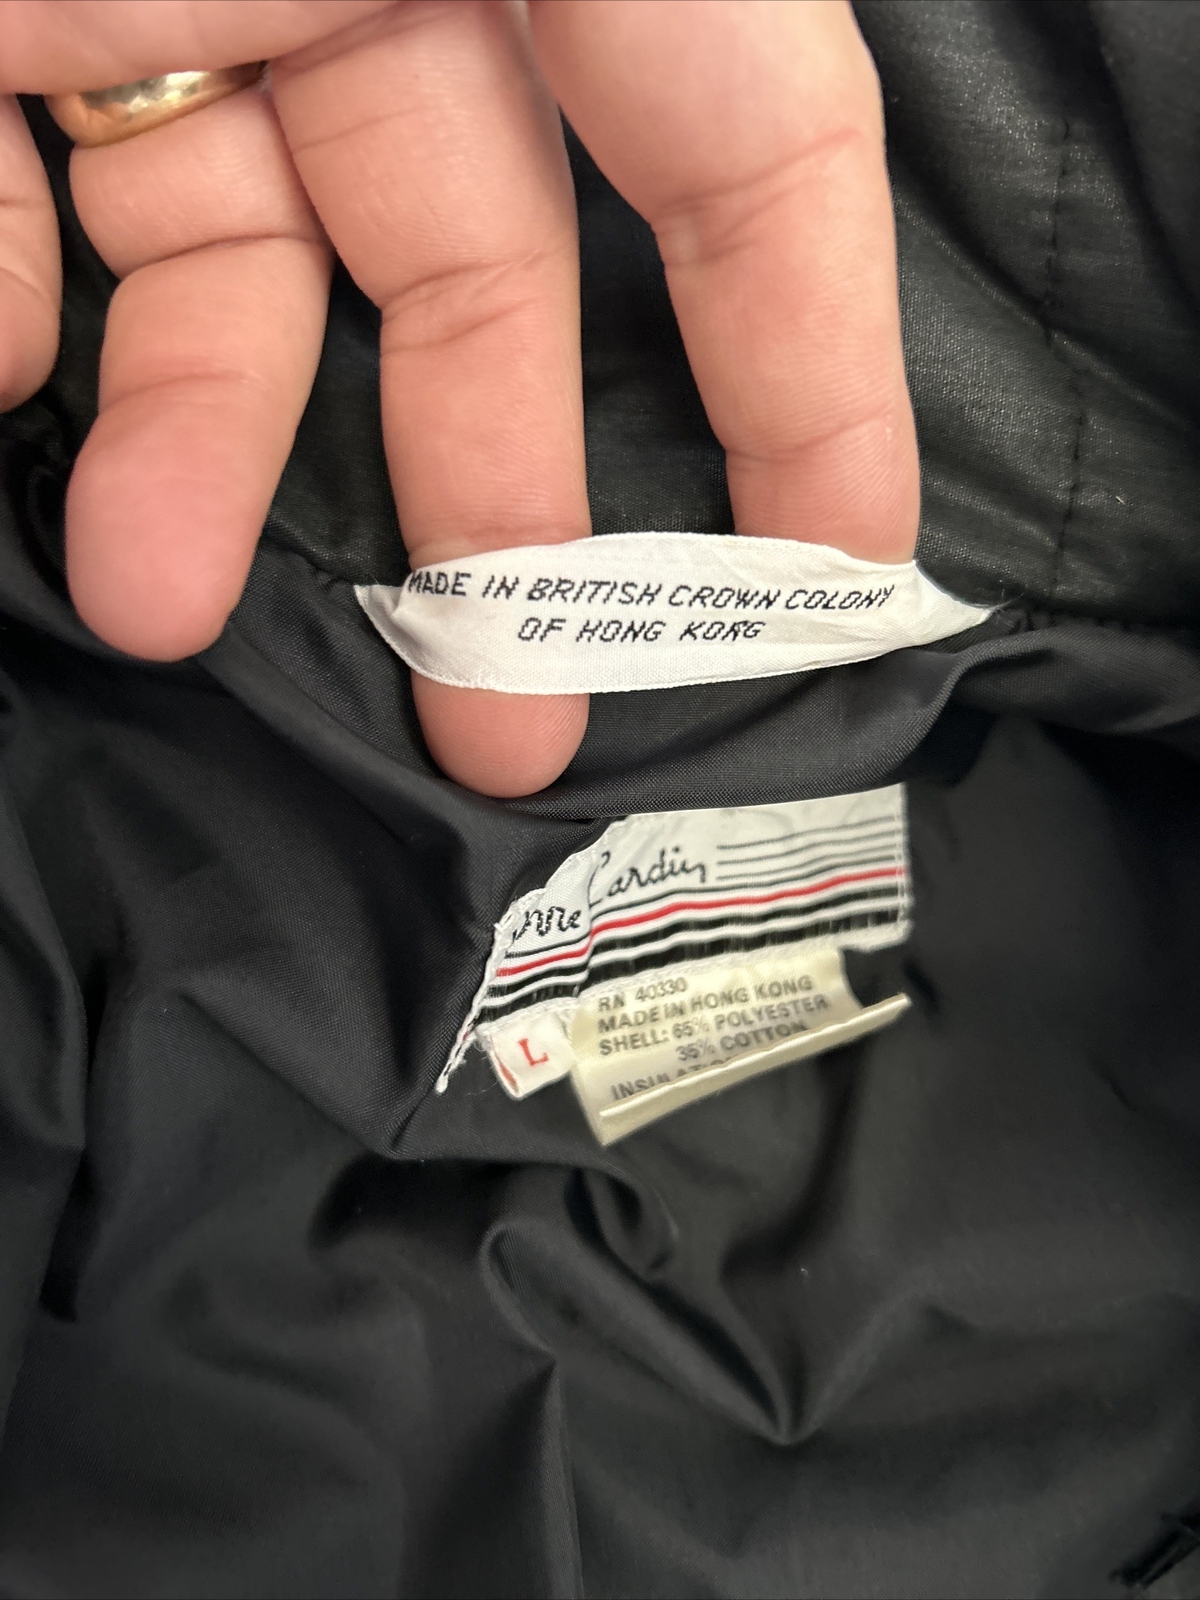 MADE IN BRITISH CROWN COLONY
OF HONG KORG
Cardin
RN 40330
MADE IN HONG KONG
SHELL: 65% POLYESTER
35% COTTON
L